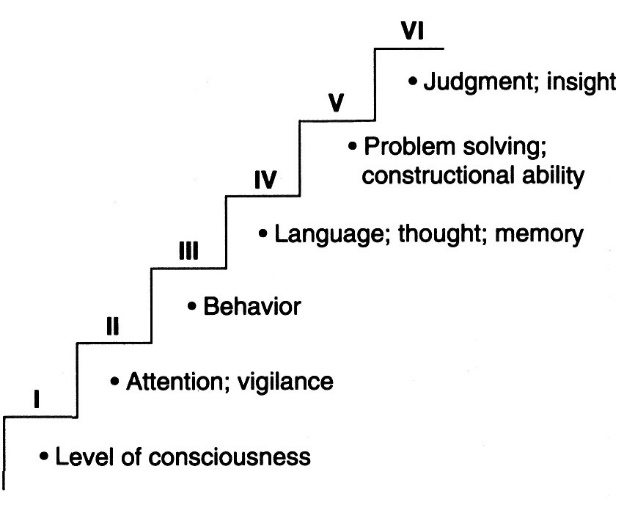 VI
• Judgment; insight
V
• Problem solving;
constructional ability
IV
• Language; thought; memory
III
• Behavior
II
• Attention; vigilance
I
• Level of consciousness